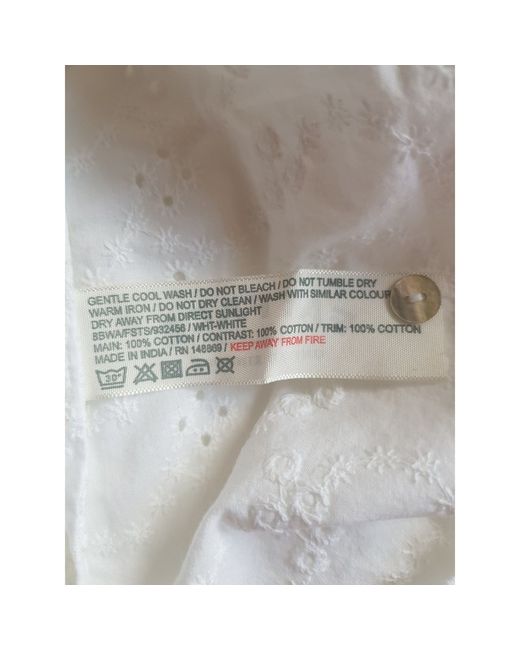 GENTLE COOL WASH / DO NOT BLEACH / DO NOT TUMBLE DRY
WARM IRON / DO NOT DRY CLEAN / WASH WITH SIMILAR COLOUR
DRY AWAY FROM DIRECT SUNLIGHT
BBWA/FSTS/932456 / WHT-WHITE
MAIN: 100% COTTON / CONTRAST: 100% COTTON / TRIM: 100% COTTON
MADE IN INDIA / RN 148869 / KEEP AWAY FROM FIRE
30°